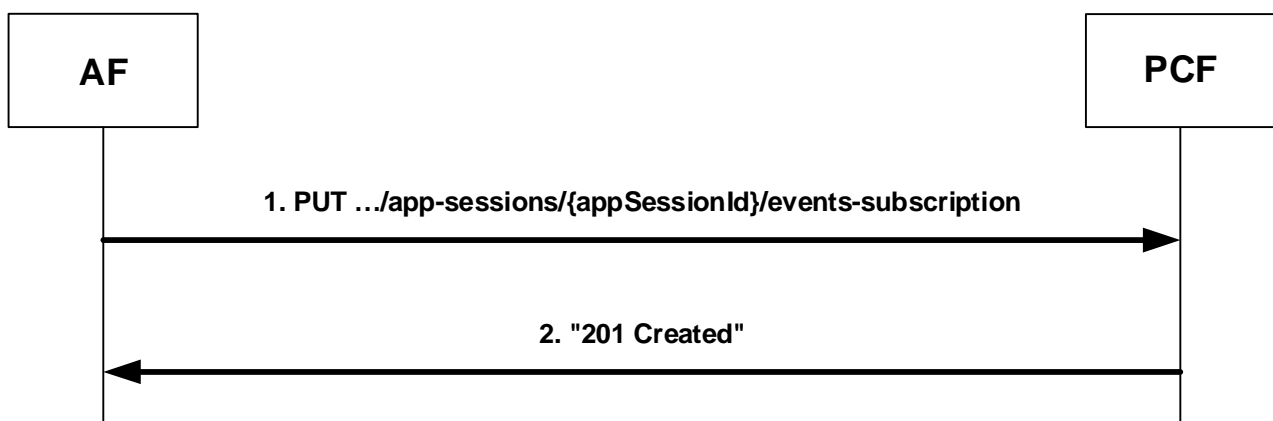 AF
PCF
1. PUT …/app-sessions/{appSessionId}/events-subscription
2. "201 Created"